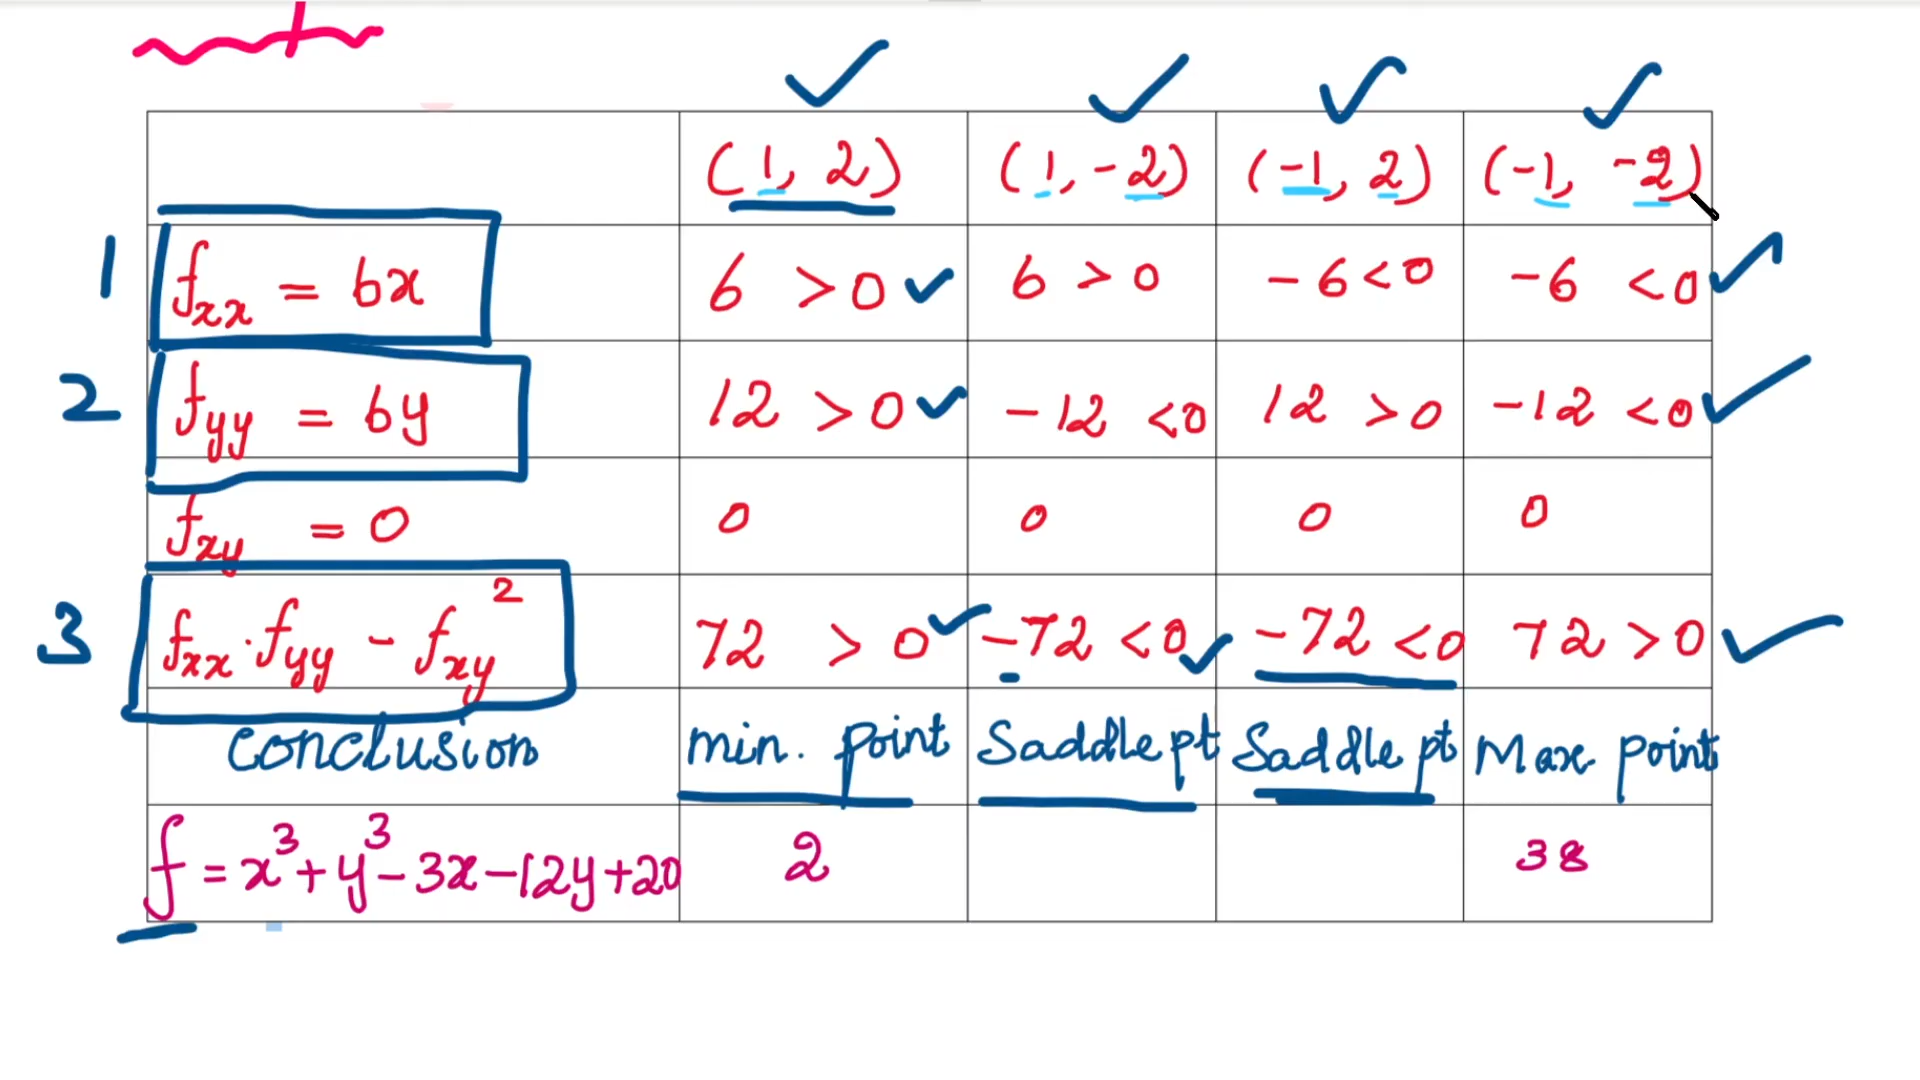 (1, 2) (1, -2) (-1, 2) (-1, -2)
1 fxx = 6x 6 > 0 6 > 0 -6 < 0 -6 < 0
2 fyy = 6y 12 > 0 -12 < 0 12 > 0 -12 < 0
fxy = 0 0 0 0 0
3 fxx · fyy - fxy² 72 > 0 -72 < 0 -72 < 0 72 > 0
Conclusion min. point Saddle pt Saddle pt Max. point
f = x³ + y³ - 3x - 12y + 20 2 38